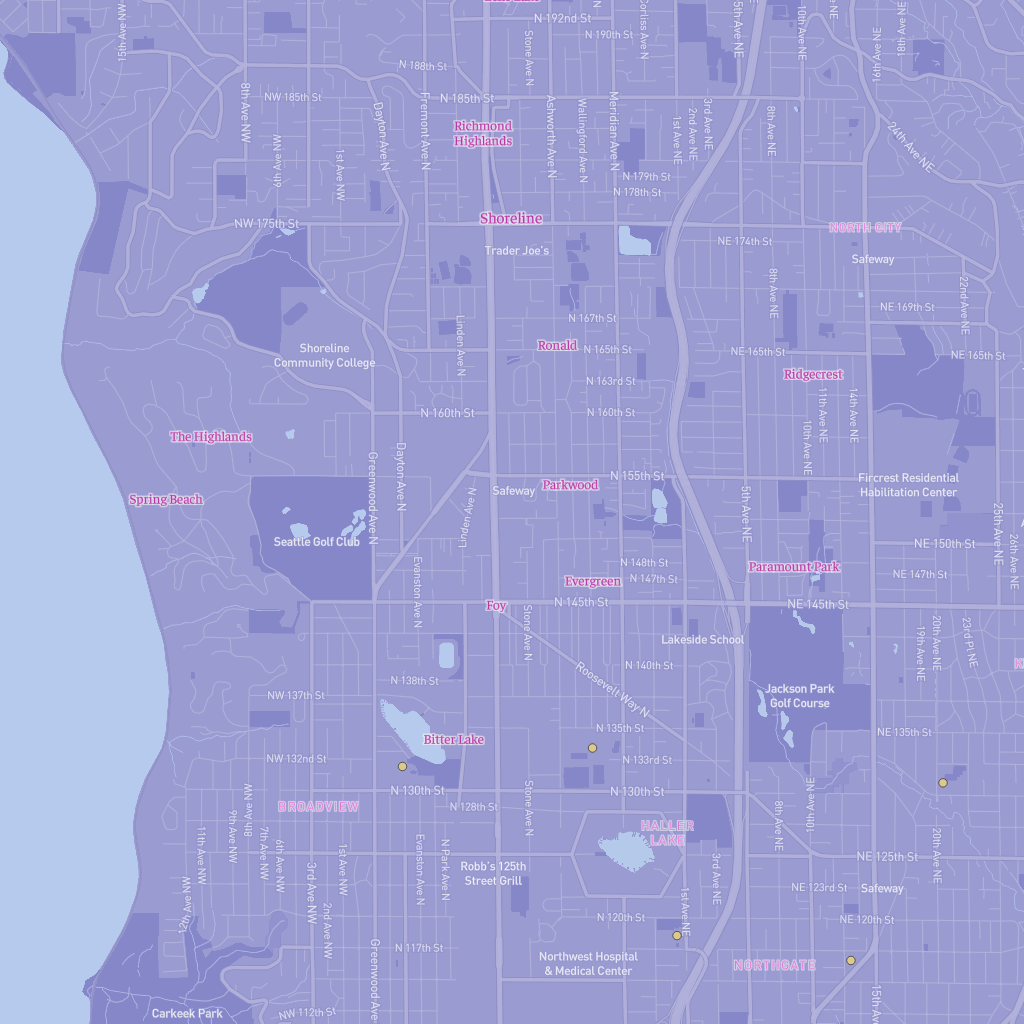 N 192nd St
N 190th St
15th Ave NW
Stone Ave N
Corliss Ave N
5th Ave NE
10th Ave NE
16th Ave NE
18th Ave NE
N 188th St
NW 185th St
N 185th St
8th Ave NW
6th Ave NW
1st Ave NW
Dayton Ave N
Fremont Ave N
Richmond
Highlands
Ashworth Ave N
Wallingford Ave N
Meridian Ave N
1st Ave NE
2nd Ave NE
3rd Ave NE
8th Ave NE
24th Ave NE
N 179th St
N 178th St
NW 175th St
Shoreline
NORTH CITY
NE 174th St
Trader Joe's
Safeway
8th Ave NE
22nd Ave NE
NE 169th St
N 167th St
Linden Ave N
Ronald
N 165th St
NE 165th St
NE 165th St
Shoreline
Community College
Ridgecrest
N 163rd St
N 160th St
N 160th St
11th Ave NE
14th Ave NE
10th Ave NE
The Highlands
Greenwood Ave N
Dayton Ave N
N 155th St
Fircrest Residential
Habilitation Center
Spring Beach
Safeway
Parkwood
Linden Ave N
5th Ave NE
25th Ave NE
26th Ave NE
Seattle Golf Club
NE 150th St
Evanston Ave N
N 148th St
N 147th St
Paramount Park
NE 147th St
Evergreen
Foy
N 145th St
NE 145th St
Stone Ave N
Lakeside School
19th Ave NE
20th Ave NE
23rd Pl NE
N 140th St
Roosevelt Way N
N 138th St
NW 137th St
Jackson Park
Golf Course
N 135th St
NE 135th St
Bitter Lake
NW 132nd St
N 133rd St
N 130th St
N 130th St
BROADVIEW
N 128th St
Stone Ave N
HALLER
LAKE
8th Ave NE
10th Ave NE
8th Ave NW
9th Ave NW
7th Ave NW
11th Ave NW
6th Ave NW
1st Ave NW
3rd Ave NW
Evanston Ave N
N Park Ave N
Robb's 125th
Street Grill
NE 125th St
20th Ave NE
3rd Ave NE
1st Ave NE
NE 123rd St
Safeway
12th Ave NW
2nd Ave NW
N 120th St
NE 120th St
N 117th St
Greenwood Ave
Northwest Hospital
& Medical Center
NORTHGATE
Carkeek Park
NW 112th St
15th Ave